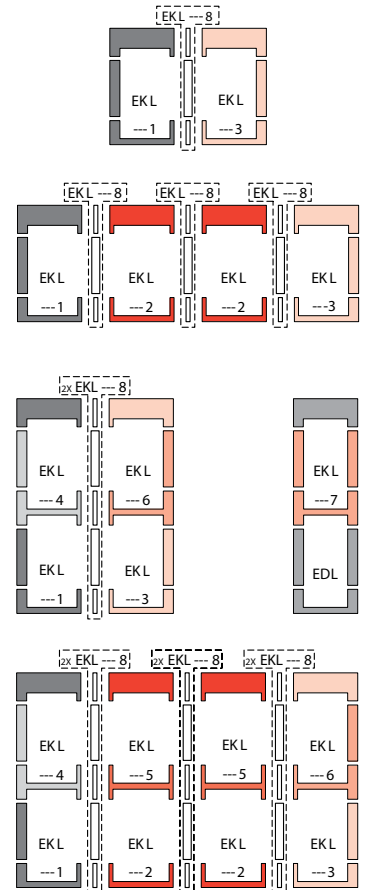 EKL --- 8
EKL EKL
--- 1 --- 3
EKL --- 8 EKL --- 8 EKL --- 8
EKL EKL EKL EKL
--- 1 --- 2 --- 2 --- 3
2X EKL --- 8
EKL EKL EKL
--- 4 --- 6 --- 7
EKL EKL EDL
--- 1 --- 3
2X EKL --- 8 2X EKL --- 8 2X EKL --- 8
EKL EKL EKL EKL
--- 4 --- 5 --- 5 --- 6
EKL EKL EKL EKL
--- 1 --- 2 --- 2 --- 3